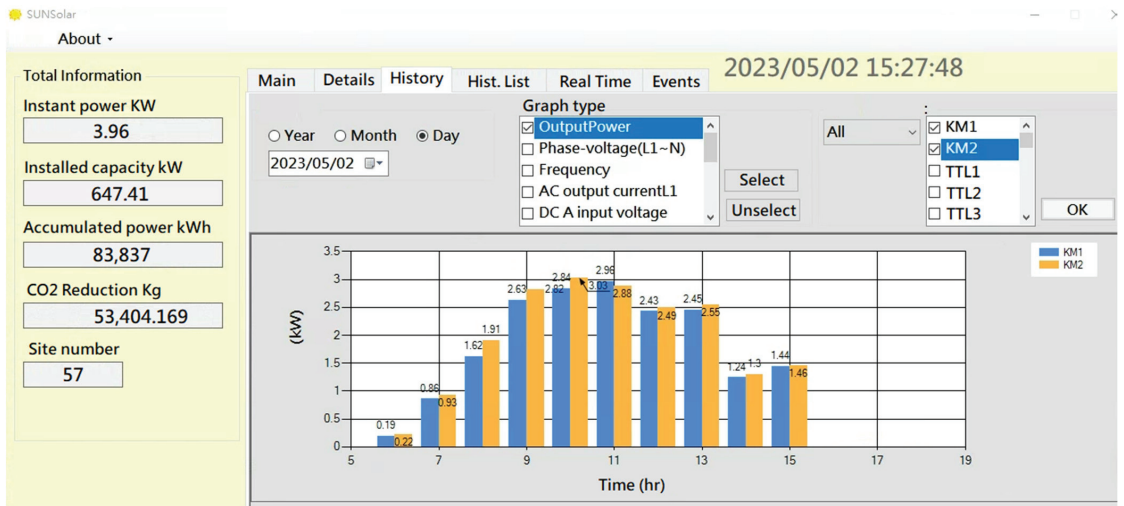 SUNSolar
About
2023/05/02 15:27:48
Total Information
Instant power KW
3.96
Installed capacity kW
647.41
Accumulated power kWh
83,837
CO2 Reduction Kg
53,404.169
Site number
57
Main Details History Hist. List Real Time Events
Graph type
Year Month Day
2023/05/02
OutputPower
Phase-voltage(L1~N)
Frequency
AC output currentL1
DC A input voltage
Select
Unselect
All
:
KM1
KM2
TTL1
TTL2
TTL3
OK
KM1
KM2
(kW)
3.5
3
2.5
2
1.5
1
0.5
0
0.19
0.22
0.86
0.93
1.62
1.91
2.63
2.82
2.84
3.03
2.96
2.88
2.43
2.49
2.45
2.55
1.24
1.3
1.44
1.46
5 7 9 11 13 15 17 19
Time (hr)